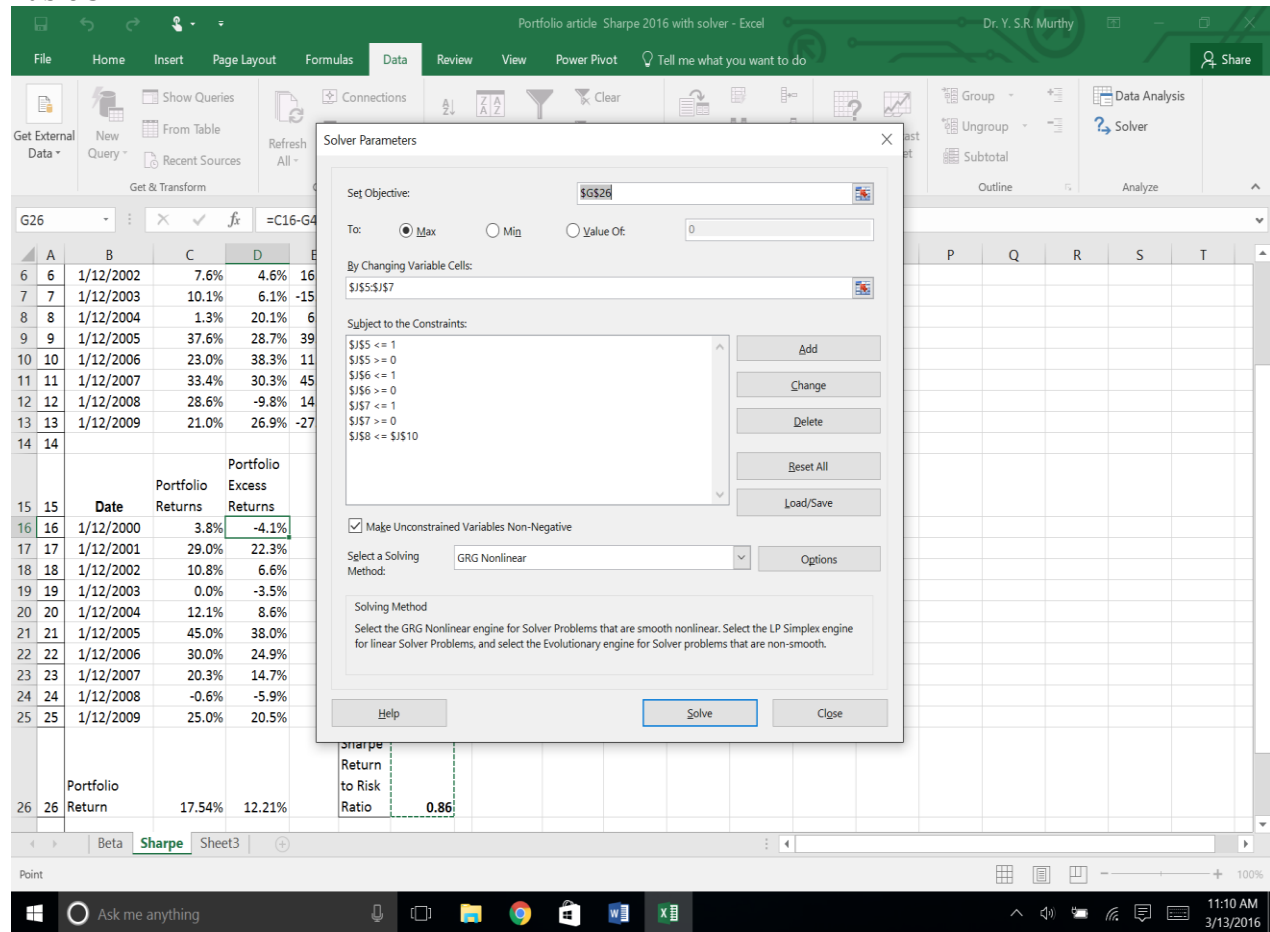 Portfolio article Sharpe 2016 with solver - Excel
Dr. Y. S.R. Murthy
File Home Insert Page Layout Formulas Data Review View Power Pivot Tell me what you want to do Share
Get External Data
New Query
Show Queries
From Table
Recent Sources
Get & Transform
Refresh All
Connections
Clear
Group
Ungroup
Subtotal
Outline
Data Analysis
Solver
Analyze
G26 fx =C16-G4
A B C D E P Q R S T
6 6 1/12/2002 7.6% 4.6% 16
7 7 1/12/2003 10.1% 6.1% -15
8 8 1/12/2004 1.3% 20.1% 6
9 9 1/12/2005 37.6% 28.7% 39
10 10 1/12/2006 23.0% 38.3% 11
11 11 1/12/2007 33.4% 30.3% 45
12 12 1/12/2008 28.6% -9.8% 14
13 13 1/12/2009 21.0% 26.9% -27
14 14
15 15 Date Portfolio Returns Portfolio Excess Returns
16 16 1/12/2000 3.8% -4.1%
17 17 1/12/2001 29.0% 22.3%
18 18 1/12/2002 10.8% 6.6%
19 19 1/12/2003 0.0% -3.5%
20 20 1/12/2004 12.1% 8.6%
21 21 1/12/2005 45.0% 38.0%
22 22 1/12/2006 30.0% 24.9%
23 23 1/12/2007 20.3% 14.7%
24 24 1/12/2008 -0.6% -5.9%
25 25 1/12/2009 25.0% 20.5%
26 26 Portfolio Return 17.54% 12.21% Sharpe Return to Risk Ratio 0.86
Solver Parameters
Set Objective: $G$26
To: Max Min Value Of: 0
By Changing Variable Cells:
$J$5:$J$7
Subject to the Constraints:
$J$5 <= 1
$J$5 >= 0
$J$6 <= 1
$J$6 >= 0
$J$7 <= 1
$J$7 >= 0
$J$8 <= $J$10
Add
Change
Delete
Reset All
Load/Save
Make Unconstrained Variables Non-Negative
Select a Solving Method: GRG Nonlinear Options
Solving Method
Select the GRG Nonlinear engine for Solver Problems that are smooth nonlinear. Select the LP Simplex engine
for linear Solver Problems, and select the Evolutionary engine for Solver problems that are non-smooth.
Help Solve Close
Beta Sharpe Sheet3
Point 100%
Ask me anything
11:10 AM
3/13/2016